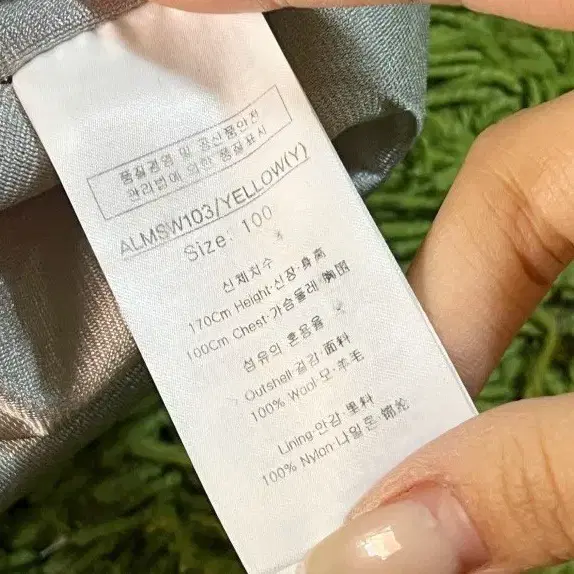 품질경영 및 공산품안전
관리법에 의한 품질표시
ALMSW103/YELLOW(Y)
Size: 100
신체치수
170Cm Height·신장·身高
100Cm Chest·가슴둘레·胸围
섬유의 혼용율
Outshell·겉감·面料
100% Wool·모·羊毛
Lining·안감·里料
100% Nylon·나일론·锦纶